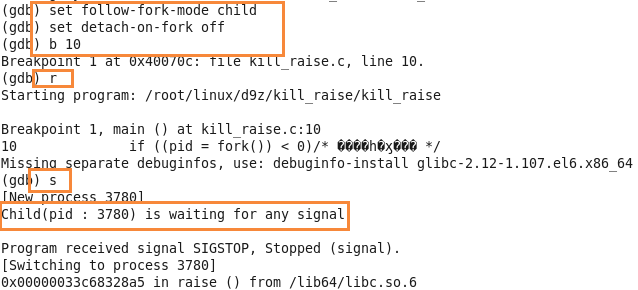 (gdb) set follow-fork-mode child
(gdb) set detach-on-fork off
(gdb) b 10
Breakpoint 1 at 0x40070c: file kill_raise.c, line 10.
(gdb) r
Starting program: /root/linux/d9z/kill_raise/kill_raise
Breakpoint 1, main () at kill_raise.c:10
10 if ((pid = fork()) < 0)/* ����h�ӽ��� */
Missing separate debuginfos, use: debuginfo-install glibc-2.12-1.107.el6.x86_64
(gdb) s
[New process 3780]
Child(pid : 3780) is waiting for any signal
Program received signal SIGSTOP, Stopped (signal).
[Switching to process 3780]
0x00000033c68328a5 in raise () from /lib64/libc.so.6